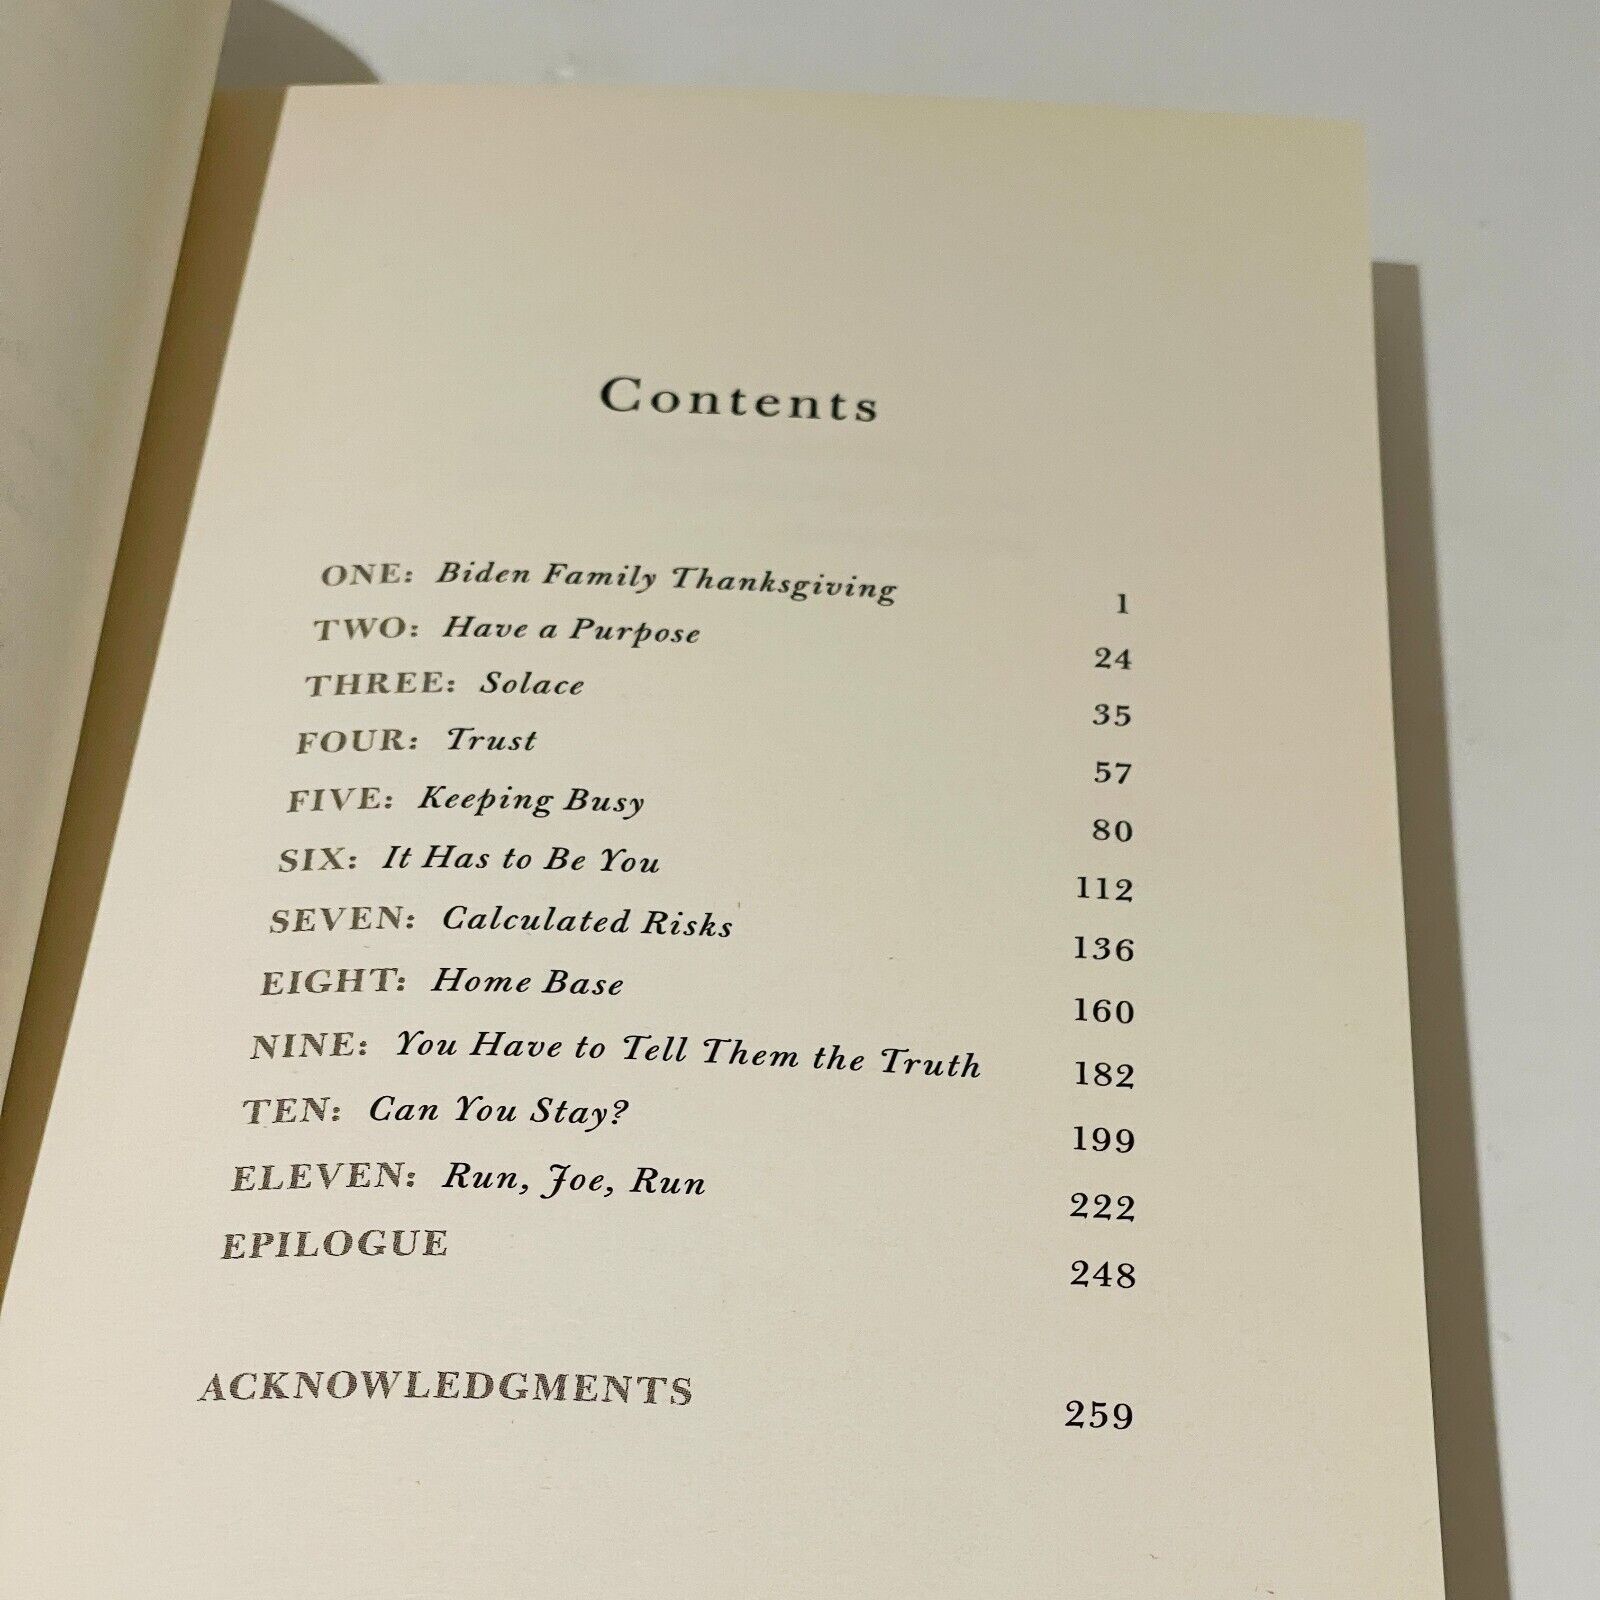 Contents
ONE: Biden Family Thanksgiving 1
TWO: Have a Purpose 24
THREE: Solace 35
FOUR: Trust 57
FIVE: Keeping Busy 80
SIX: It Has to Be You 112
SEVEN: Calculated Risks 136
EIGHT: Home Base 160
NINE: You Have to Tell Them the Truth 182
TEN: Can You Stay? 199
ELEVEN: Run, Joe, Run 222
EPILOGUE 248
ACKNOWLEDGMENTS 259